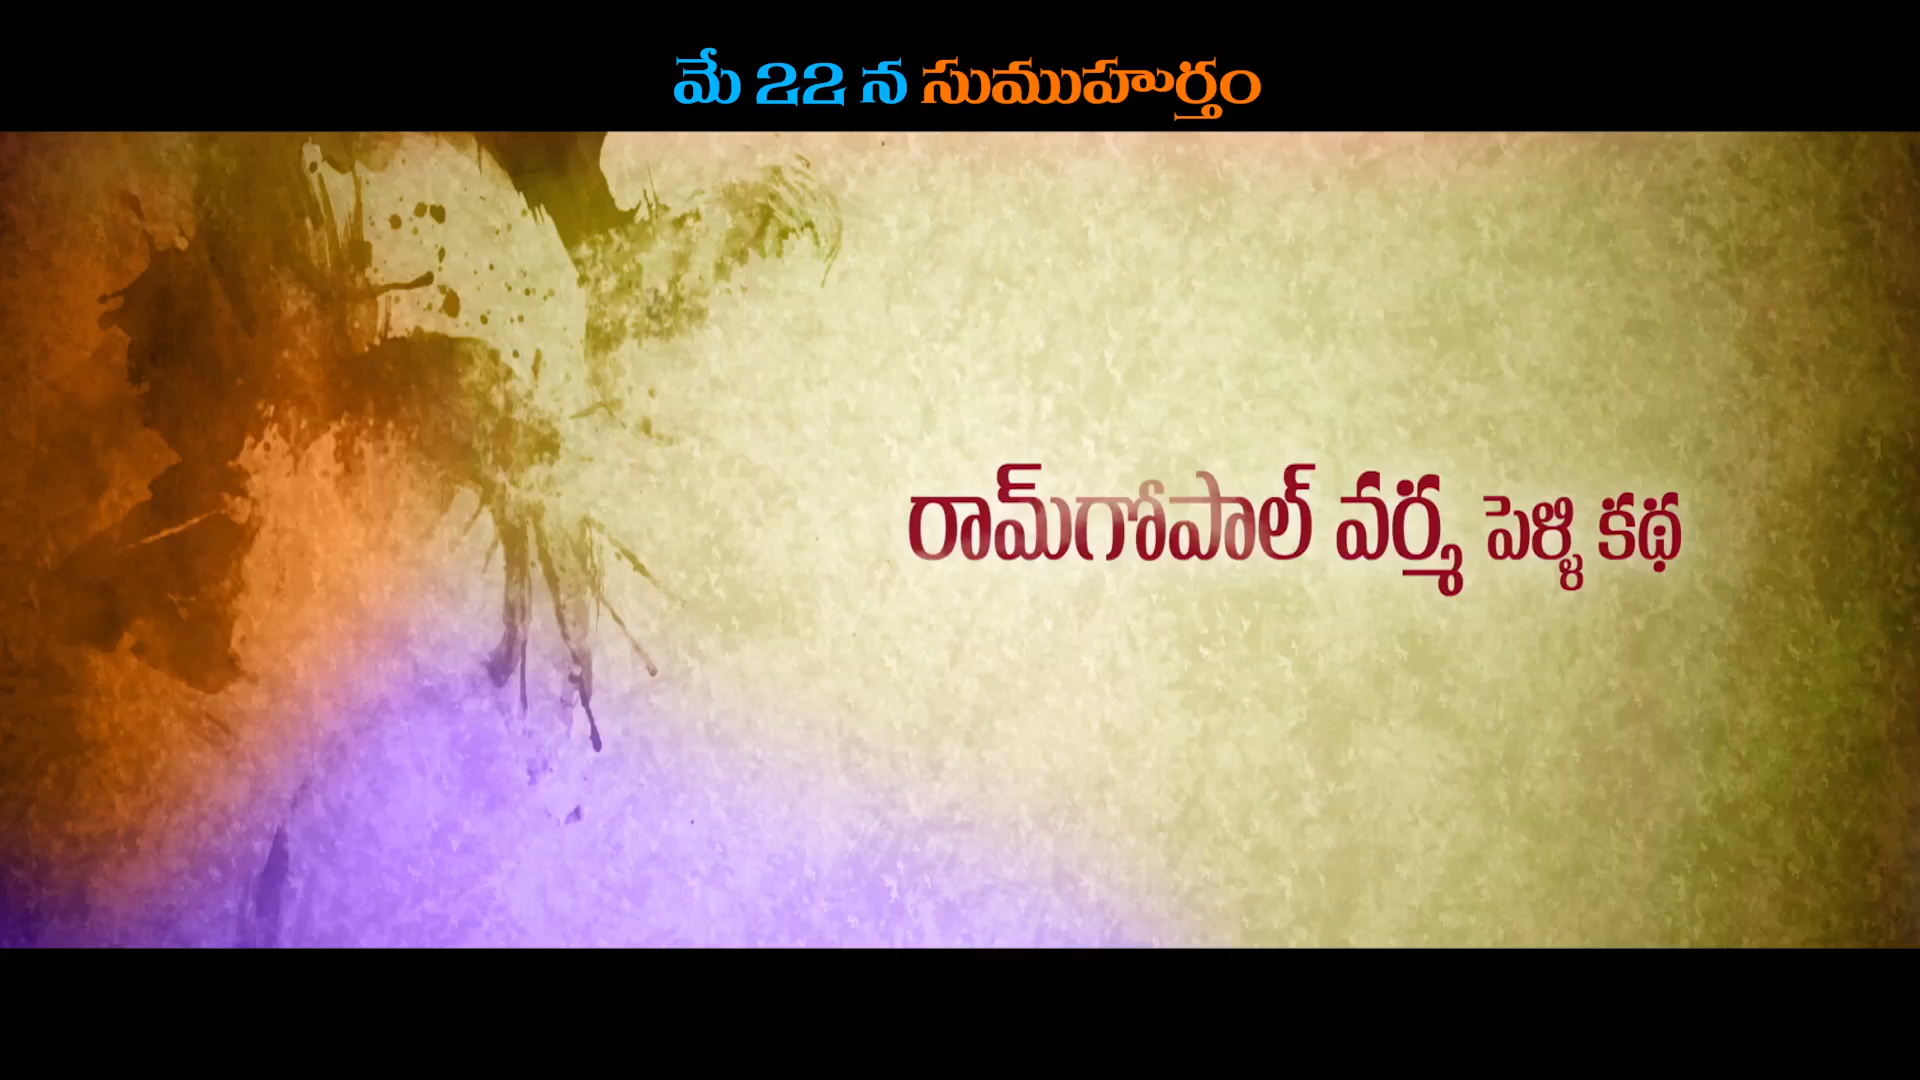 మే 22 న సుముహుర్తం
రామ్‌గోపాల్ వర్మ పెళ్ళి కథ